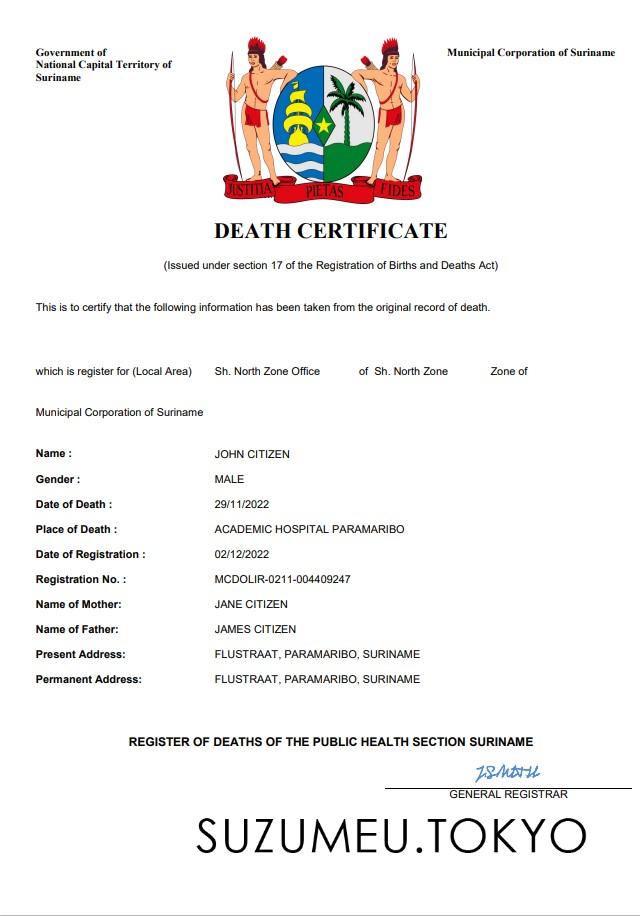 Government of
National Capital Territory of
Suriname
Municipal Corporation of Suriname
JUSTITIA PIETAS FIDES
DEATH CERTIFICATE
(Issued under section 17 of the Registration of Births and Deaths Act)
This is to certify that the following information has been taken from the original record of death.
which is register for (Local Area) Sh. North Zone Office of Sh. North Zone Zone of
Municipal Corporation of Suriname
Name : JOHN CITIZEN
Gender : MALE
Date of Death : 29/11/2022
Place of Death : ACADEMIC HOSPITAL PARAMARIBO
Date of Registration : 02/12/2022
Registration No. : MCDOLIR-0211-004409247
Name of Mother: JANE CITIZEN
Name of Father: JAMES CITIZEN
Present Address: FLUSTRAAT, PARAMARIBO, SURINAME
Permanent Address: FLUSTRAAT, PARAMARIBO, SURINAME
REGISTER OF DEATHS OF THE PUBLIC HEALTH SECTION SURINAME
GENERAL REGISTRAR
SUZUMEU.TOKYO